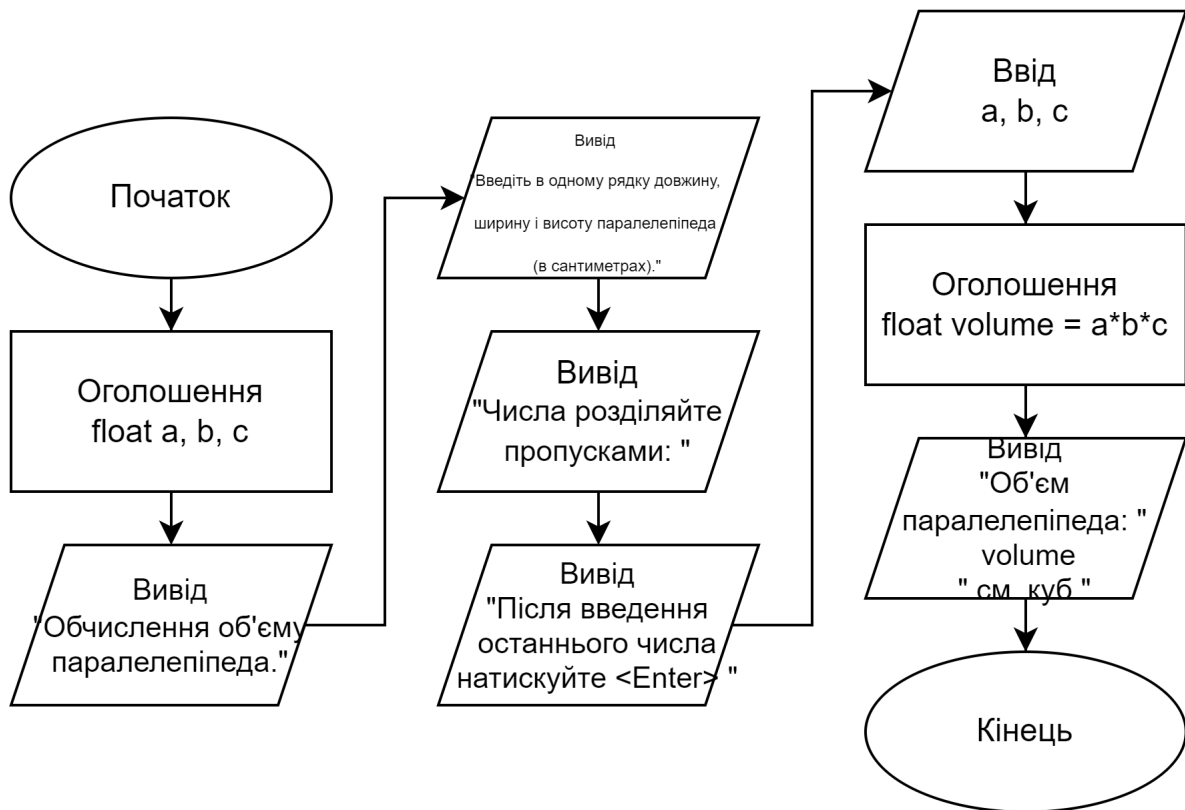 Початок
Оголошення
float a, b, c
Вивід
"Обчислення об'єму
паралелепіпеда."
Вивід
"Введіть в одному рядку довжину,
ширину і висоту паралелепіпеда
(в сантиметрах)."
Вивід
"Числа розділяйте
пропусками: "
Вивід
"Після введення
останнього числа
натискуйте <Enter> "
Ввід
a, b, c
Оголошення
float volume = a*b*c
Вивід
"Об'єм
паралелепіпеда: "
volume
" см. куб."
Кінець